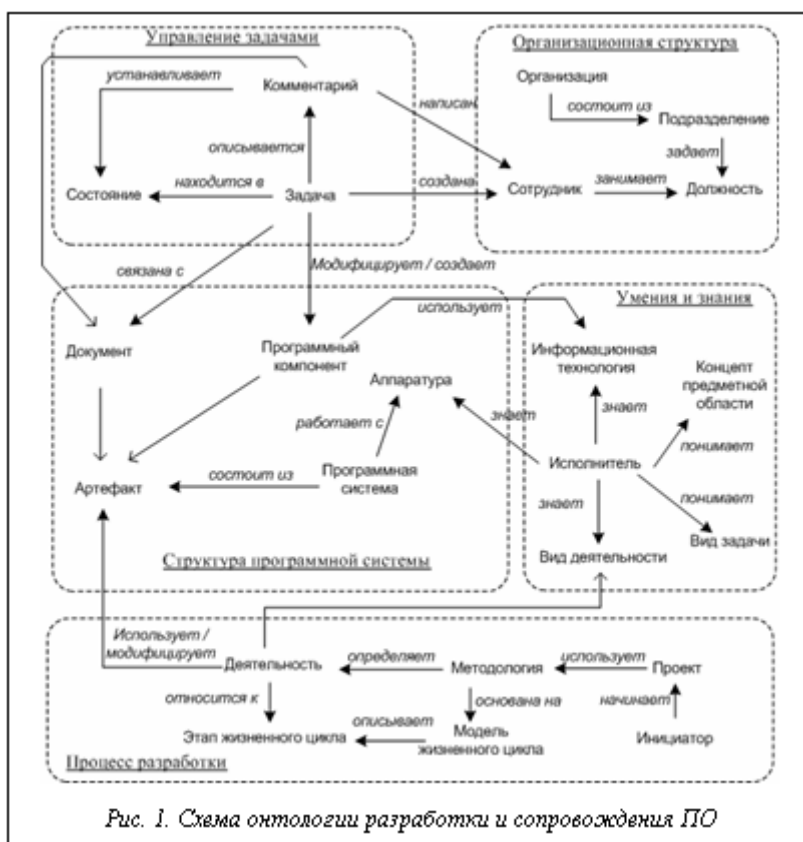 Управление задачами
устанавливает
Комментарий
описывается
Состояние
находится в
Задача
написан
создана
связана с
Модифицирует / создает
Организационная структура
Организация
состоит из
Подразделение
задает
Сотрудник
занимает
Должность
Документ
Программный
компонент
использует
Аппаратура
работает с
Артефакт
состоит из
Программная
система
Структура программной системы
Умения и знания
Информационная
технология
Концепт
предметной
области
знает
знает
понимает
Исполнитель
знает
понимает
Вид задачи
Вид деятельности
Использует /
модифицирует
Деятельность
определяет
Методология
использует
Проект
относится к
основана на
начинает
Этап жизненного цикла
описывает
Модель
жизненного цикла
Инициатор
Процесс разработки
Рис. 1. Схема онтологии разработки и сопровождения ПО